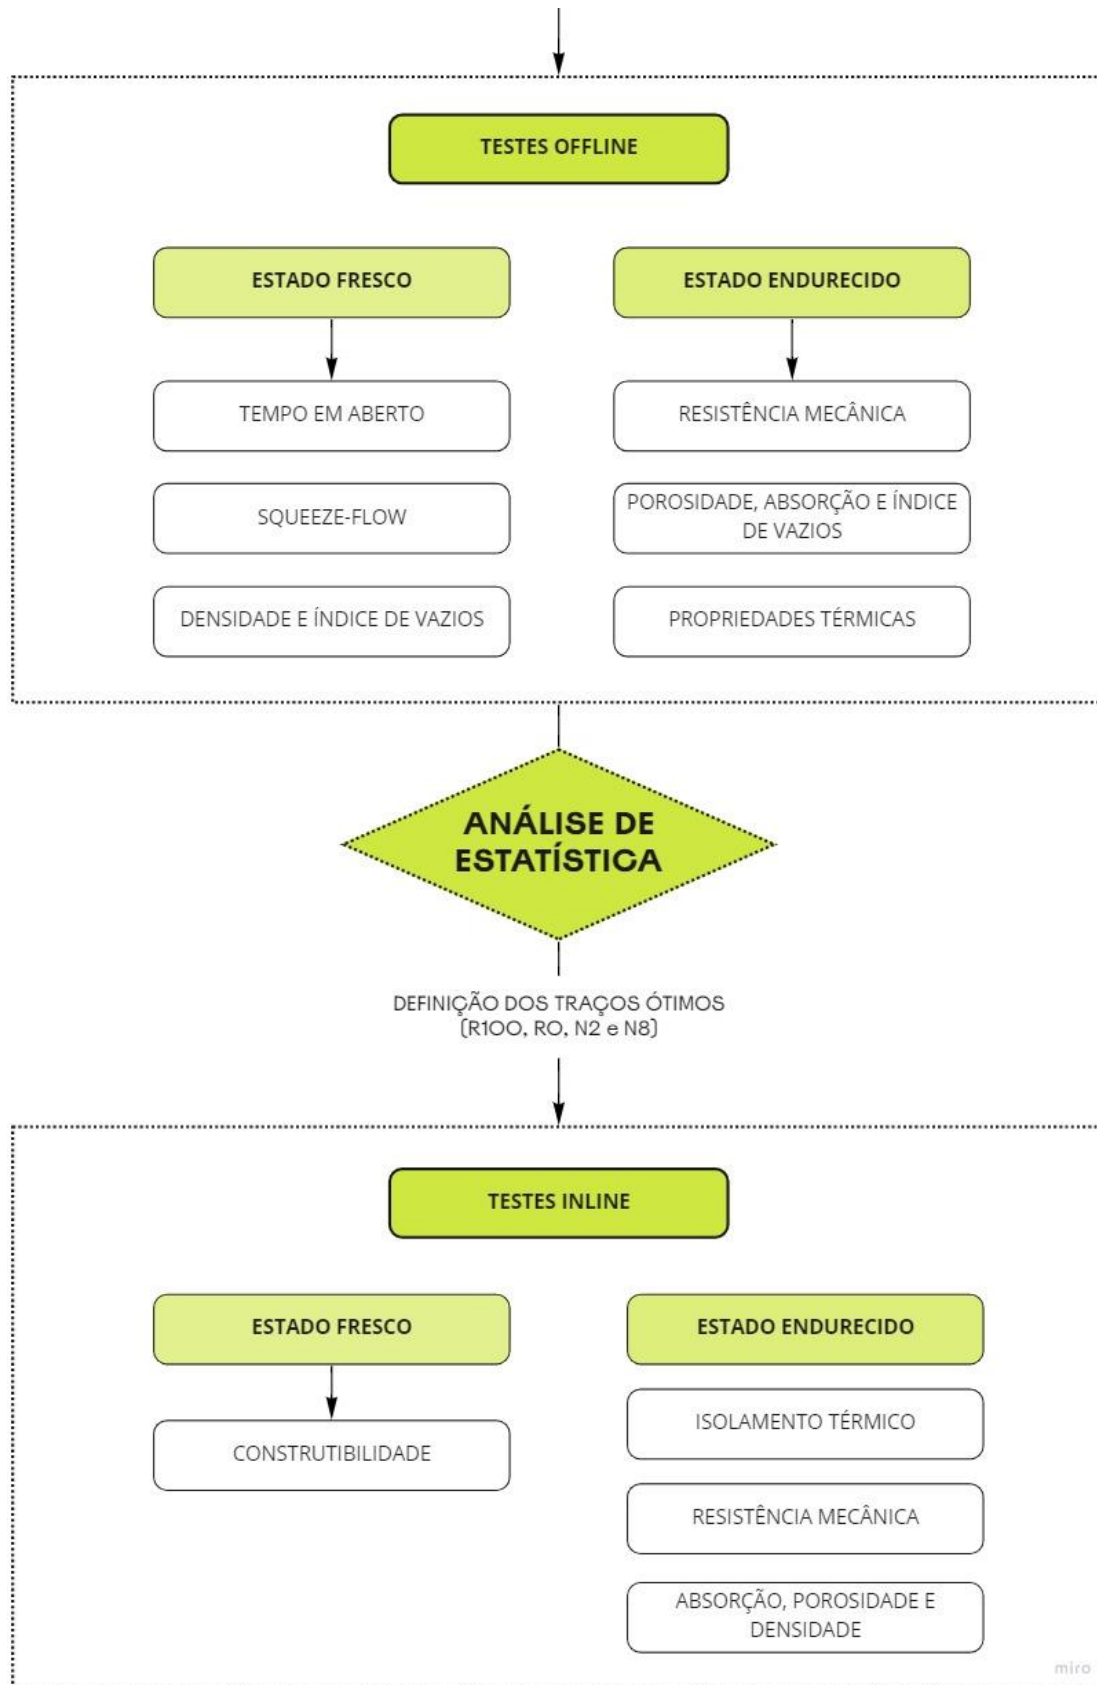 TESTES OFFLINE
ESTADO FRESCO
TEMPO EM ABERTO
SQUEEZE-FLOW
DENSIDADE E ÍNDICE DE VAZIOS
ESTADO ENDURECIDO
RESISTÊNCIA MECÂNICA
POROSIDADE, ABSORÇÃO E ÍNDICE
DE VAZIOS
PROPRIEDADES TÉRMICAS
ANÁLISE DE
ESTATÍSTICA
DEFINIÇÃO DOS TRAÇOS ÓTIMOS
(R100, R0, N2 e N8)
TESTES INLINE
ESTADO FRESCO
CONSTRUTIBILIDADE
ESTADO ENDURECIDO
ISOLAMENTO TÉRMICO
RESISTÊNCIA MECÂNICA
ABSORÇÃO, POROSIDADE E
DENSIDADE
miro